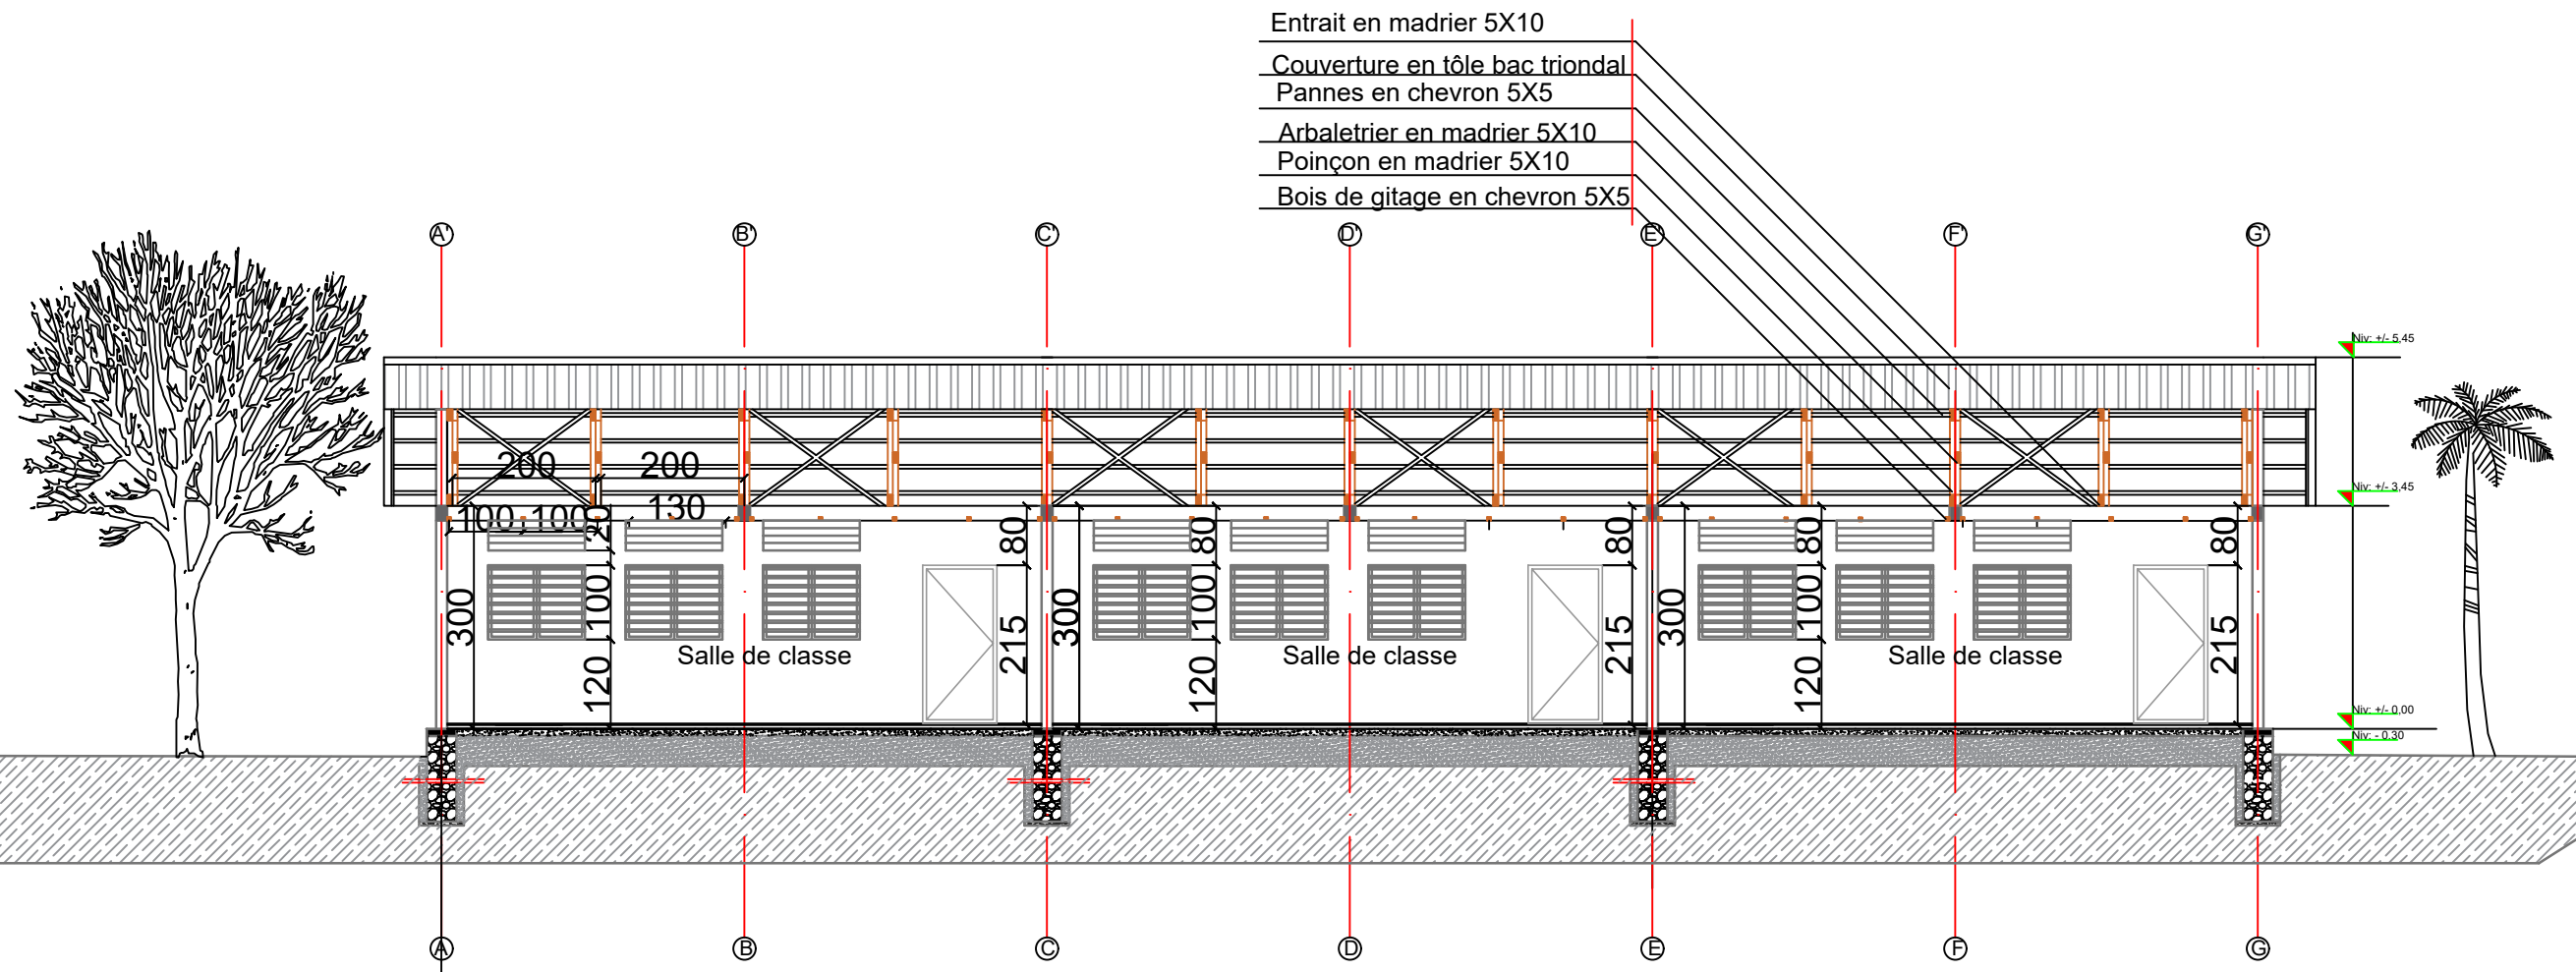 Entrait en madrier 5X10
Couverture en tôle bac triondal
Pannes en chevron 5X5
Arbaletrier en madrier 5X10
Poinçon en madrier 5X10
Bois de gitage en chevron 5X5
A' B' C' D' E' F' G'
Niv: +/- 5,45
200 200
Niv: +/- 3,45
100 100 20 130
80 80 80 80 80
300 100 300 100 300 100
215 215 215
Salle de classe Salle de classe Salle de classe
120 120 120
Niv: +/- 0,00
Niv: - 0.30
A B C D E F G